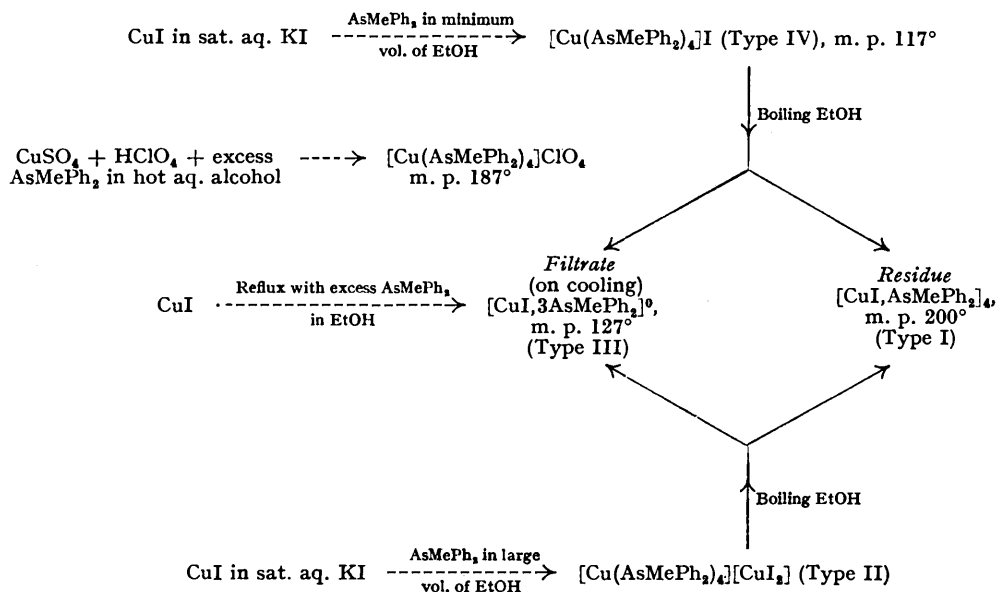 CuI in sat. aq. KI
AsMePh₂ in minimum
vol. of EtOH
[Cu(AsMePh₂)₄]I (Type IV), m. p. 117°
Boiling EtOH
CuSO₄ + HClO₄ + excess
AsMePh₂ in hot aq. alcohol
[Cu(AsMePh₂)₄]ClO₄
m. p. 187°
CuI
Reflux with excess AsMePh₂
in EtOH
Filtrate
(on cooling)
[CuI,3AsMePh₂]⁰,
m. p. 127°
(Type III)
Residue
[CuI,AsMePh₂]₄,
m. p. 200°
(Type I)
Boiling EtOH
CuI in sat. aq. KI
AsMePh₂ in large
vol. of EtOH
[Cu(AsMePh₂)₄][CuI₂] (Type II)